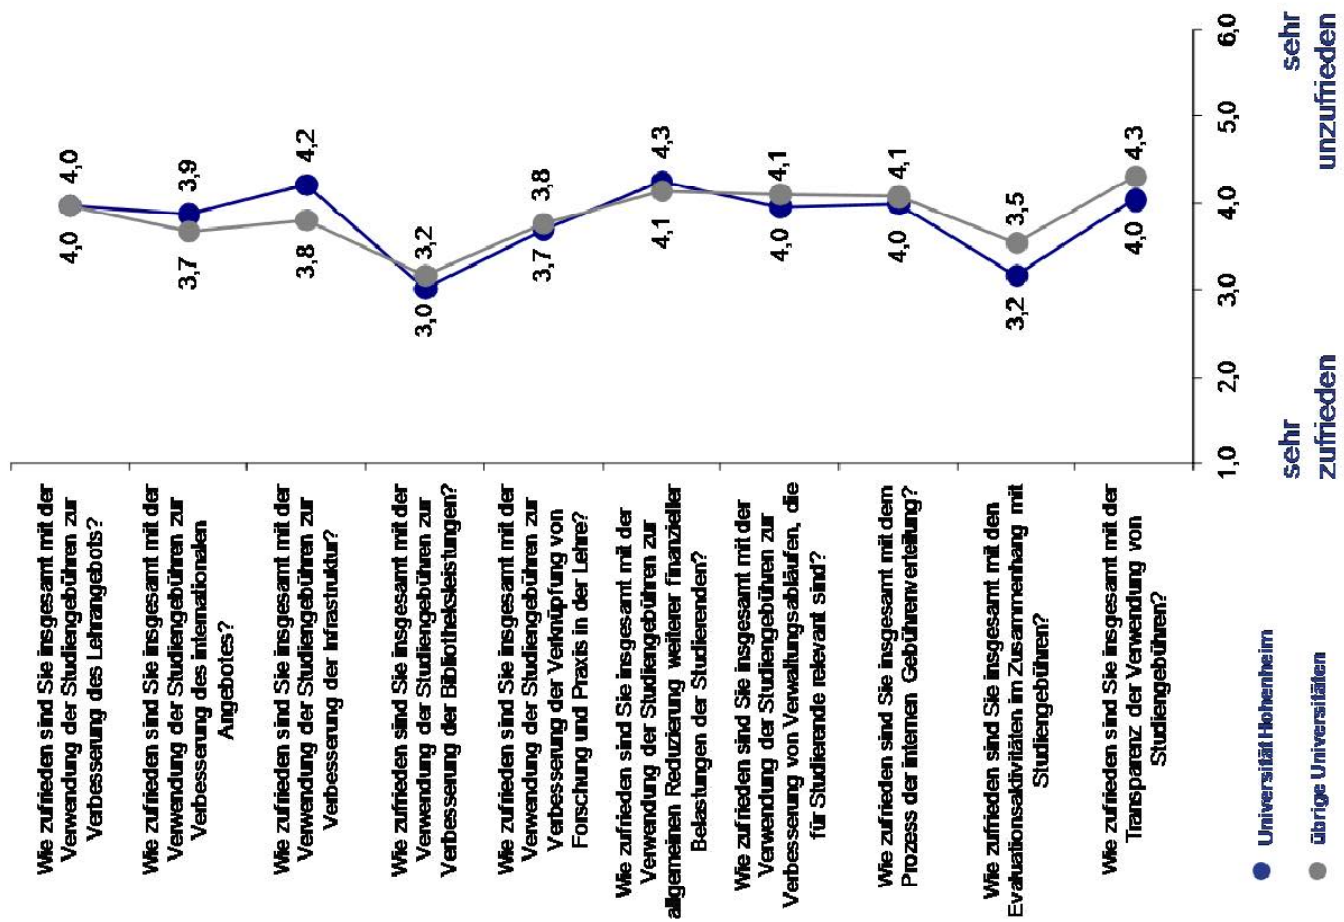 Wie zufrieden sind Sie insgesamt mit der
Verwendung der Studiengebühren zur
Verbesserung des Lehrangebots?
4,0
4,0
Wie zufrieden sind Sie insgesamt mit der
Verwendung der Studiengebühren zur
Verbesserung des internationalen
Angebotes?
3,7
3,9
Wie zufrieden sind Sie insgesamt mit der
Verwendung der Studiengebühren zur
Verbesserung der Infrastruktur?
3,8
4,2
Wie zufrieden sind Sie insgesamt mit der
Verwendung der Studiengebühren zur
Verbesserung der Bibliotheksleistungen?
3,0
3,2
Wie zufrieden sind Sie insgesamt mit der
Verwendung der Studiengebühren zur
Verbesserung der Verknüpfung von
Forschung und Praxis in der Lehre?
3,7
3,8
Wie zufrieden sind Sie insgesamt mit der
Verwendung der Studiengebühren zur
allgemeinen Reduzierung weiterer finanzieller
Belastungen der Studierenden?
4,1
4,3
Wie zufrieden sind Sie insgesamt mit der
Verwendung der Studiengebühren zur
Verbesserung von Verwaltungsabläufen, die
für Studierende relevant sind?
4,0
4,1
Wie zufrieden sind Sie insgesamt mit dem
Prozess der internen Gebührenverteilung?
4,0
4,1
Wie zufrieden sind Sie insgesamt mit den
Evaluationsaktivitäten im Zusammenhang mit
Studiengebühren?
3,2
3,5
Wie zufrieden sind Sie insgesamt mit der
Transparenz der Verwendung von
Studiengebühren?
4,0
4,3
1,0
2,0
3,0
4,0
5,0
6,0
sehr
zufrieden
sehr
unzufrieden
Universität Hohenheim
übrige Universitäten